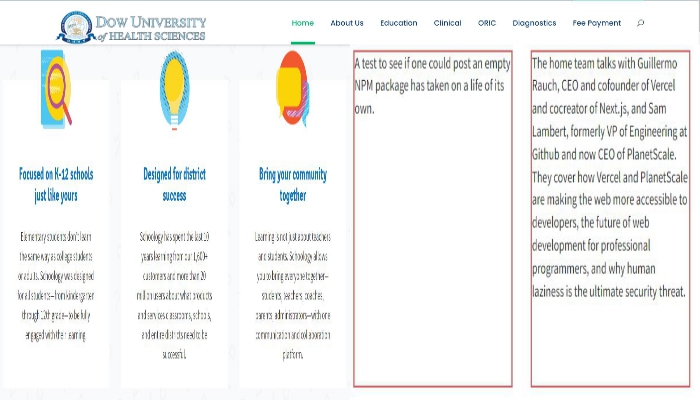 Dow University
of Health Sciences
Home About Us Education Clinical ORIC Diagnostics Fee Payment
Focused on K-12 schools
just like yours
Elementary students don't learn
the same way as college students
or adults. Schoology was designed
for all students—from kindergarten
through 12th grade—to be fully
engaged with their learning.
Designed for district
success
Schoology has spent the last 10
years learning from our 1,600+
customers and more than 20
million users about what products
and services classrooms, schools,
and entire districts need to be
successful.
Bring your community
together
Learning is not just about teachers
and students. Schoology allows
you to bring everyone together—
students, teachers, coaches,
parents, administrators—with one
communication and collaboration
platform.
A test to see if one could post an empty
NPM package has taken on a life of its
own.
The home team talks with Guillermo
Rauch, CEO and cofounder of Vercel
and cocreator of Next.js, and Sam
Lambert, formerly VP of Engineering at
Github and now CEO of PlanetScale.
They cover how Vercel and PlanetScale
are making the web more accessible to
developers, the future of web
development for professional
programmers, and why human
laziness is the ultimate security threat.